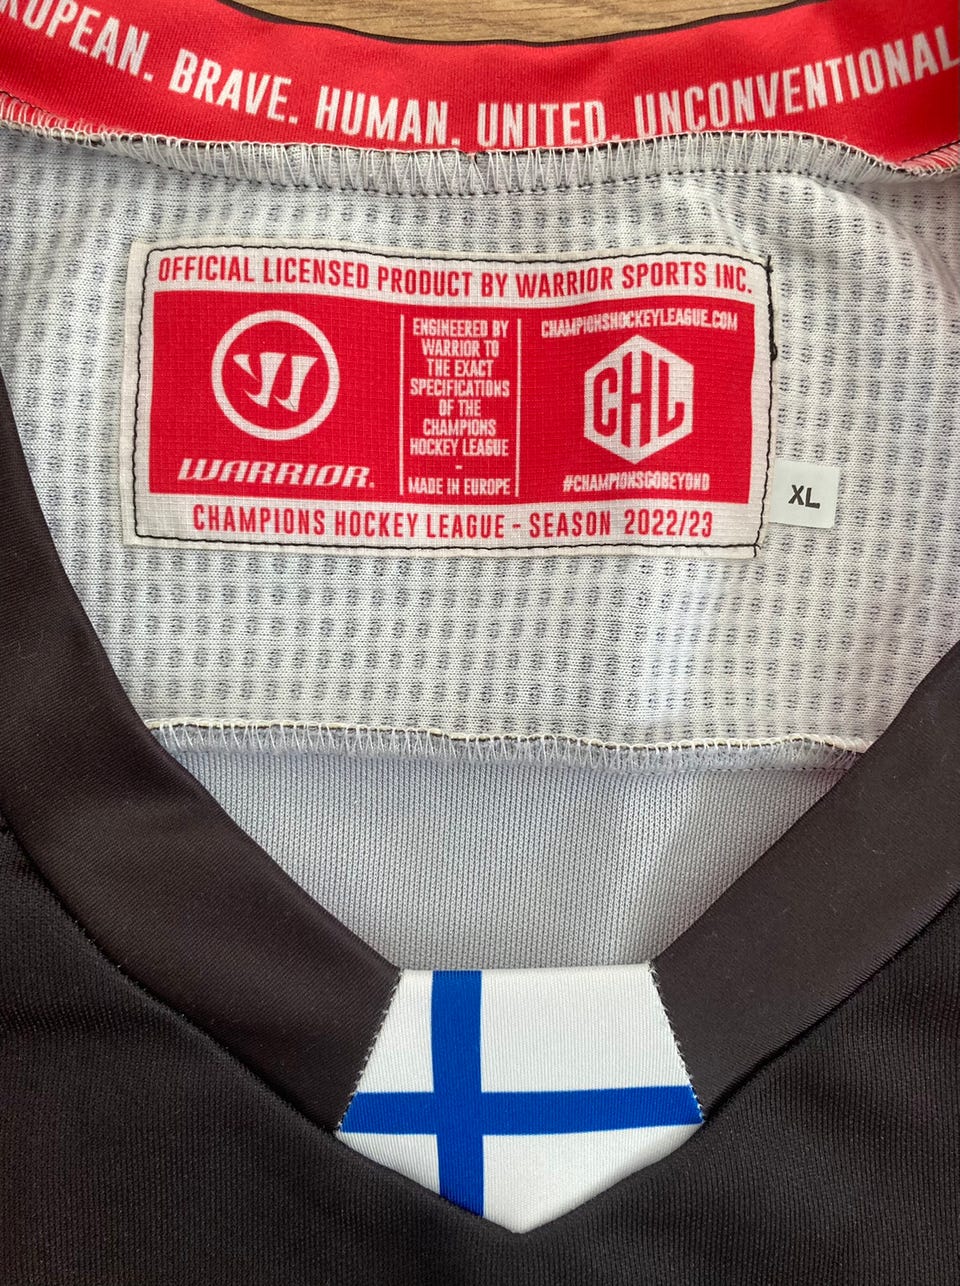 BRAVE. HUMAN. UNITED. UNCONVENTIONAL
OFFICIAL LICENSED PRODUCT BY WARRIOR SPORTS INC.
WARRIOR.
ENGINEERED BY
WARRIOR TO
THE EXACT
SPECIFICATIONS
OF THE
CHAMPIONS
HOCKEY LEAGUE
-
MADE IN EUROPE
CHAMPIONSHOCKEYLEAGUE.COM
CHL
#CHAMPIONSGOBEYOND
XL
CHAMPIONS HOCKEY LEAGUE - SEASON 2022/23